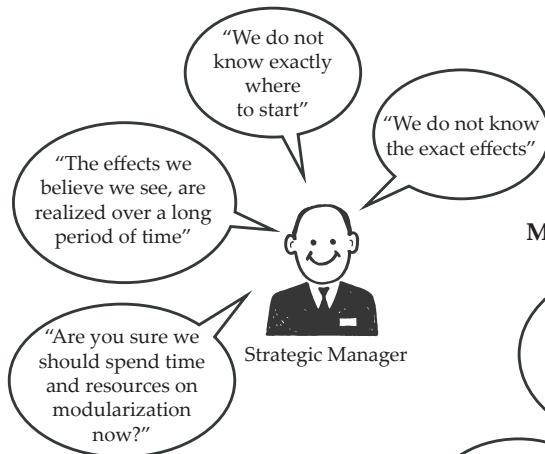 “We do not
know exactly
where
to start”
“We do not know
the exact effects”
“The effects we
believe we see, are
realized over a long
period of time”
“Are you sure we
should spend time
and resources on
modularization
now?”
Strategic Manager
M